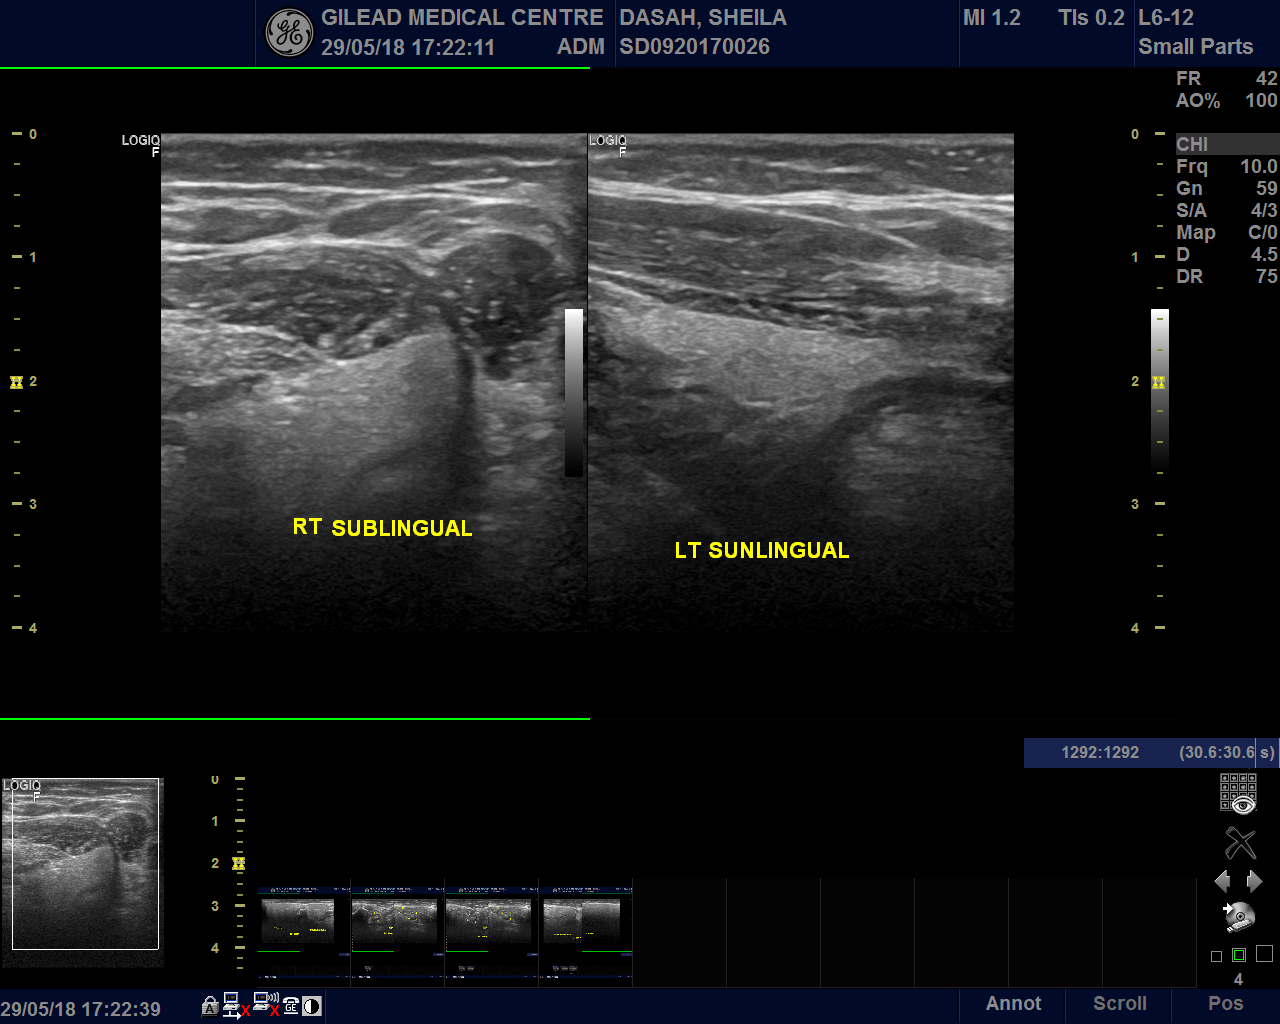 GILEAD MEDICAL CENTRE
29/05/18 17:22:11 ADM
DASAH, SHEILA
SD0920170026
MI 1.2 TIs 0.2
L6-12
Small Parts
FR 42
AO% 100
CHI
Frq 10.0
Gn 59
S/A 4/3
Map C/0
D 4.5
DR 75
LOGIQ
F
LOGIQ
F
0
1
2
3
4
0
1
2
3
4
RT SUBLINGUAL
LT SUNLINGUAL
1292:1292 (30.6:30.6 s)
LOGIQ
F
0
1
2
3
4
4
29/05/18 17:22:39
A
GE
Annot Scroll Pos